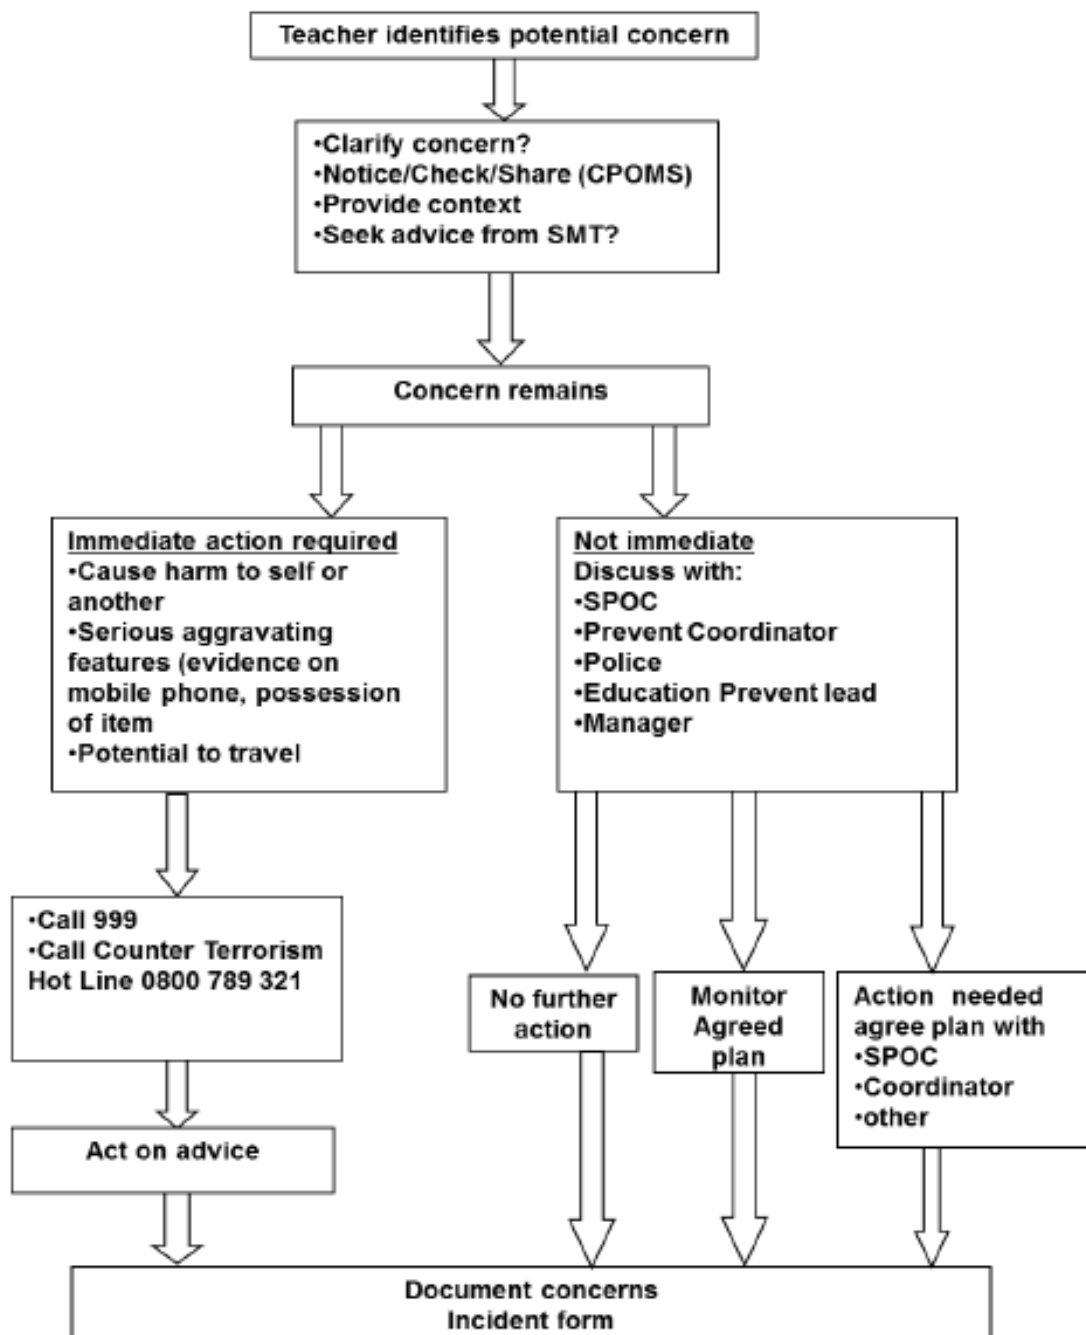 Teacher identifies potential concern
•Clarify concern?
•Notice/Check/Share (CPOMS)
•Provide context
•Seek advice from SMT?
Concern remains
Immediate action required
•Cause harm to self or
another
•Serious aggravating
features (evidence on
mobile phone, possession
of item
•Potential to travel
Not immediate
Discuss with:
•SPOC
•Prevent Coordinator
•Police
•Education Prevent lead
•Manager
•Call 999
•Call Counter Terrorism
Hot Line 0800 789 321
No further
action
Monitor
Agreed
plan
Action needed
agree plan with
•SPOC
•Coordinator
•other
Act on advice
Document concerns
Incident form